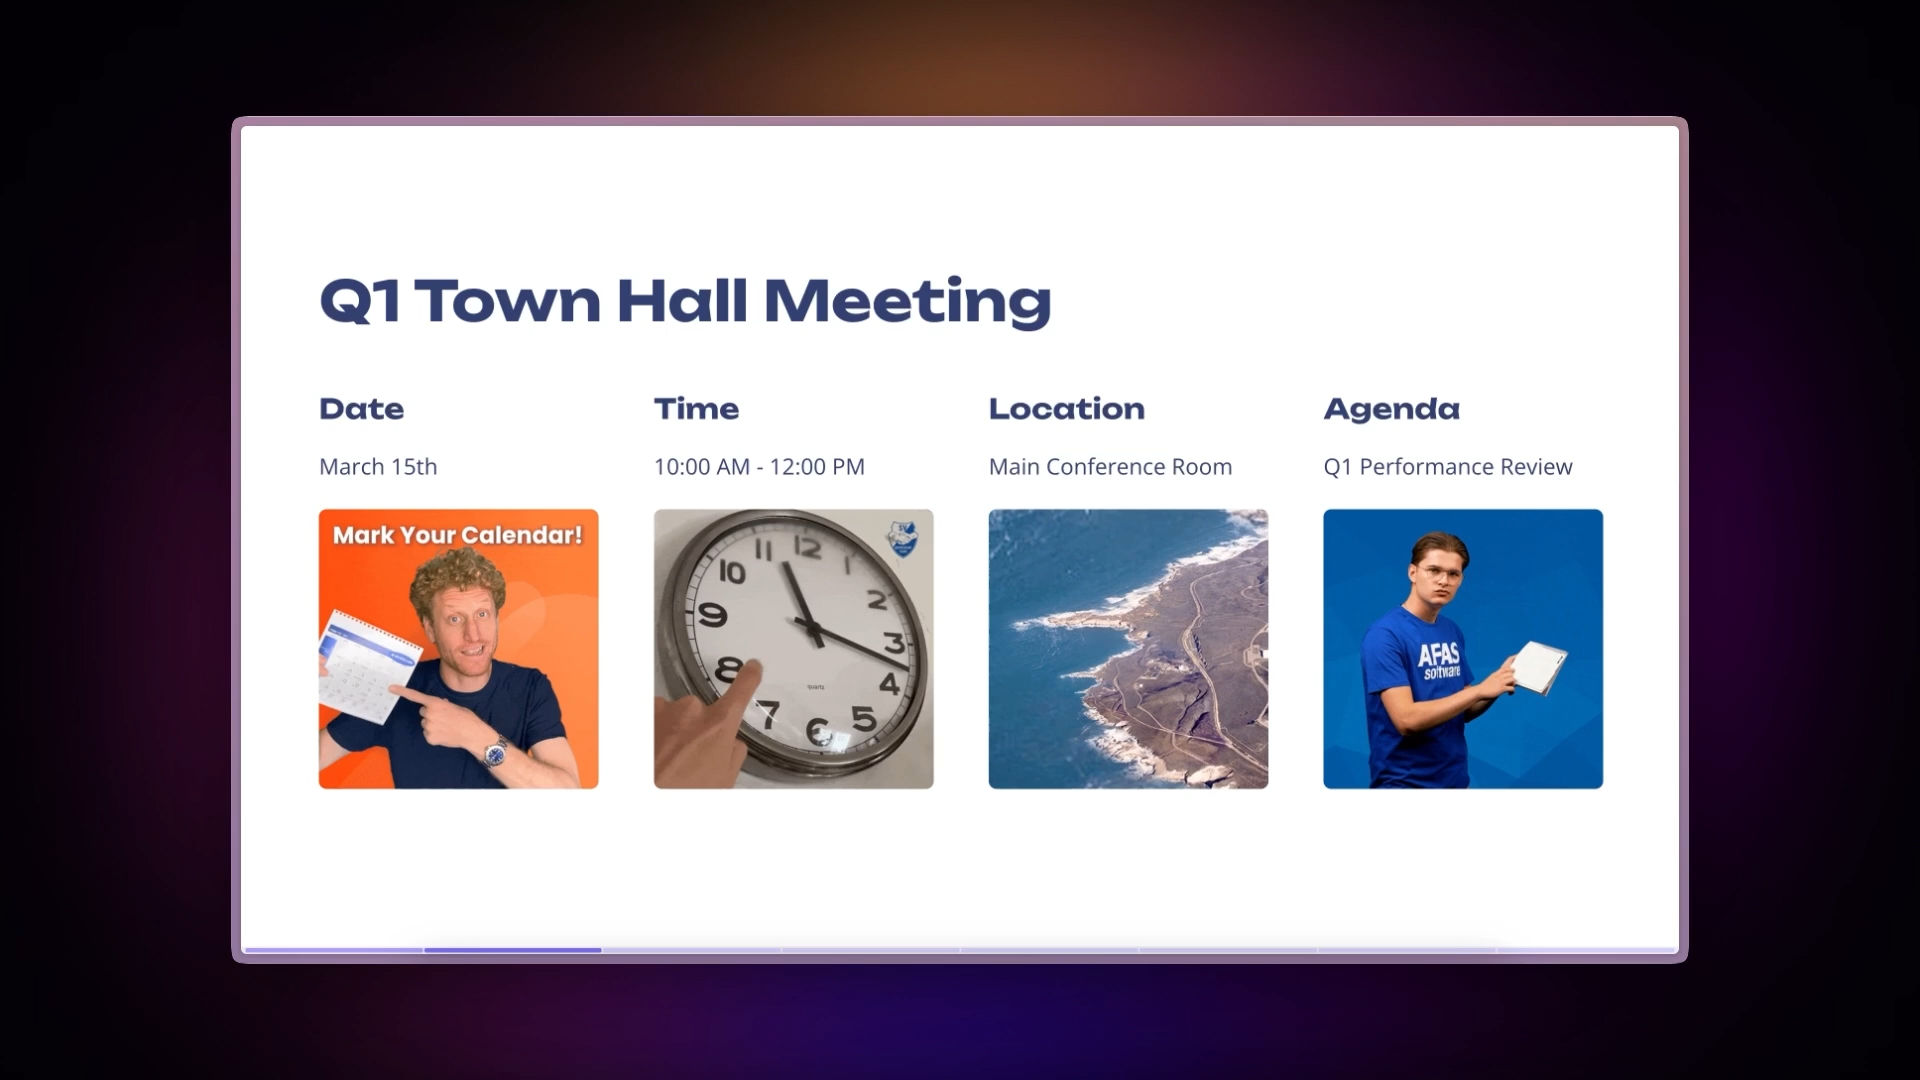 Q1 Town Hall Meeting
Date
March 15th
Mark Your Calendar!
Time
10:00 AM - 12:00 PM
SV
12
1
2
3
4
5
6
7
8
9
10
11
quartz
Location
Main Conference Room
Agenda
Q1 Performance Review
AFAS
software